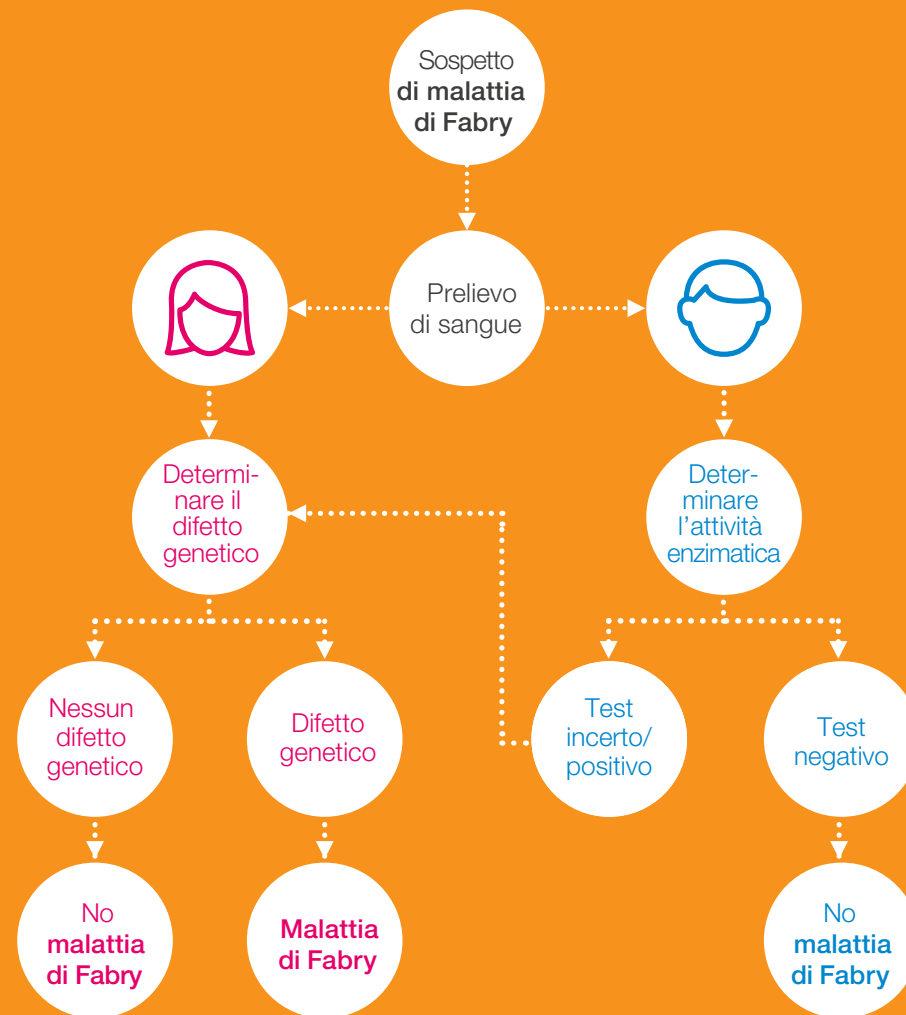 Sospetto
di malattia
di Fabry
Prelievo
di sangue
Determi-
nare il
difetto
genetico
Deter-
minare
l’attività
enzimatica
Nessun
difetto
genetico
Difetto
genetico
Test
incerto/
positivo
Test
negativo
No
malattia
di Fabry
Malattia
di Fabry
No
malattia
di Fabry